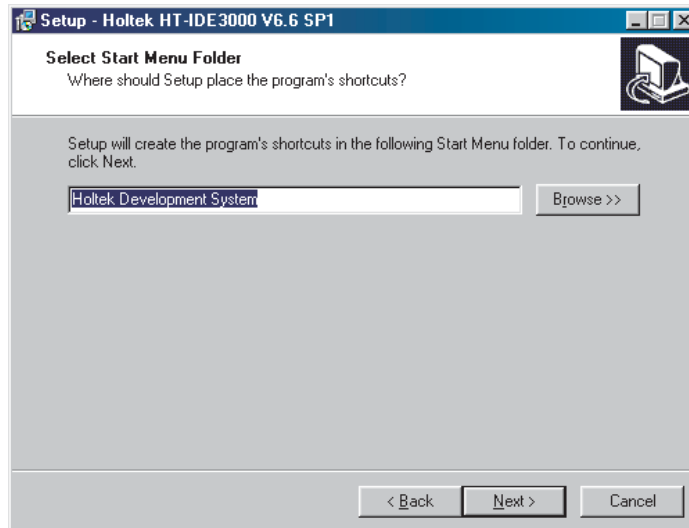 Setup - Holtek HT-IDE3000 V6.6 SP1
Select Start Menu Folder
Where should Setup place the program's shortcuts?
Setup will create the program's shortcuts in the following Start Menu folder. To continue,
click Next.
Holtek Development System
Browse >>
< Back
Next >
Cancel